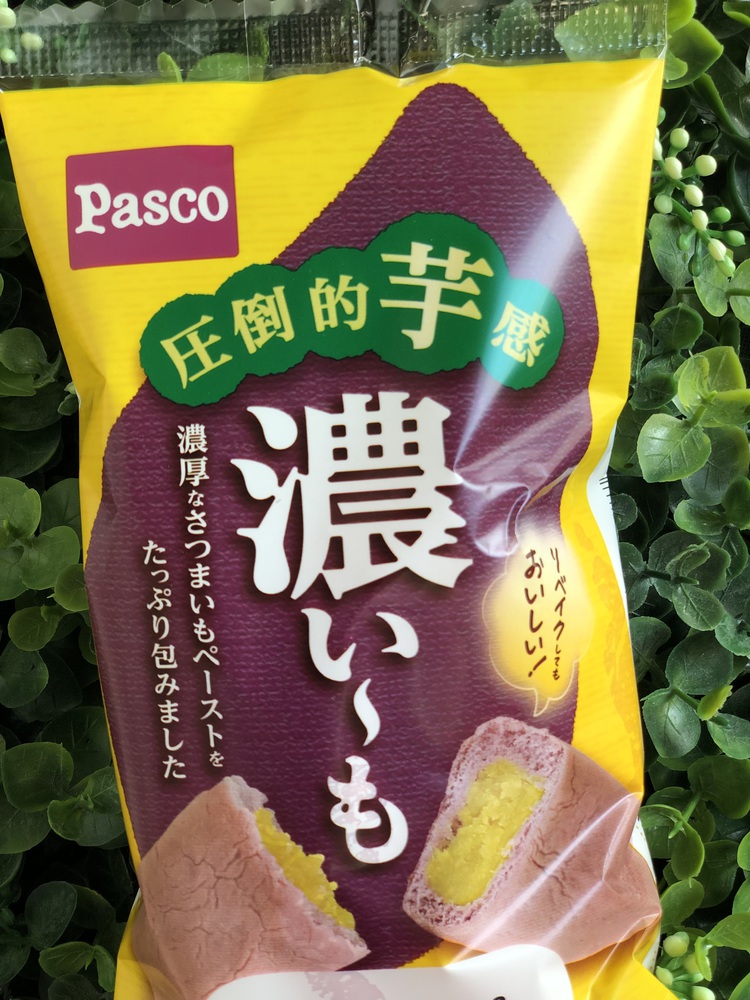 Pasco
圧倒的芋感
濃い〜も
濃厚なさつまいもペーストを
たっぷり包みました
リベイクしても
おいしい!